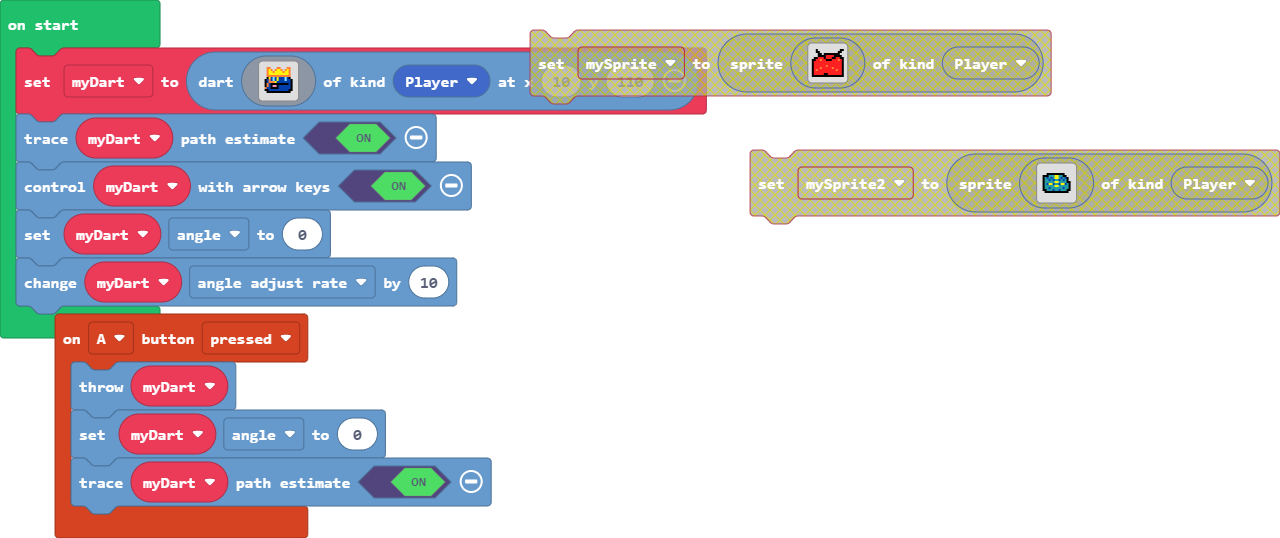 on start
set myDart to dart of kind Player at x 10 y 110
set mySprite to sprite of kind Player
trace myDart path estimate ON
control myDart with arrow keys ON
set mySprite2 to sprite of kind Player
set myDart angle to 0
change myDart angle adjust rate by 10
on A button pressed
throw myDart
set myDart angle to 0
trace myDart path estimate ON